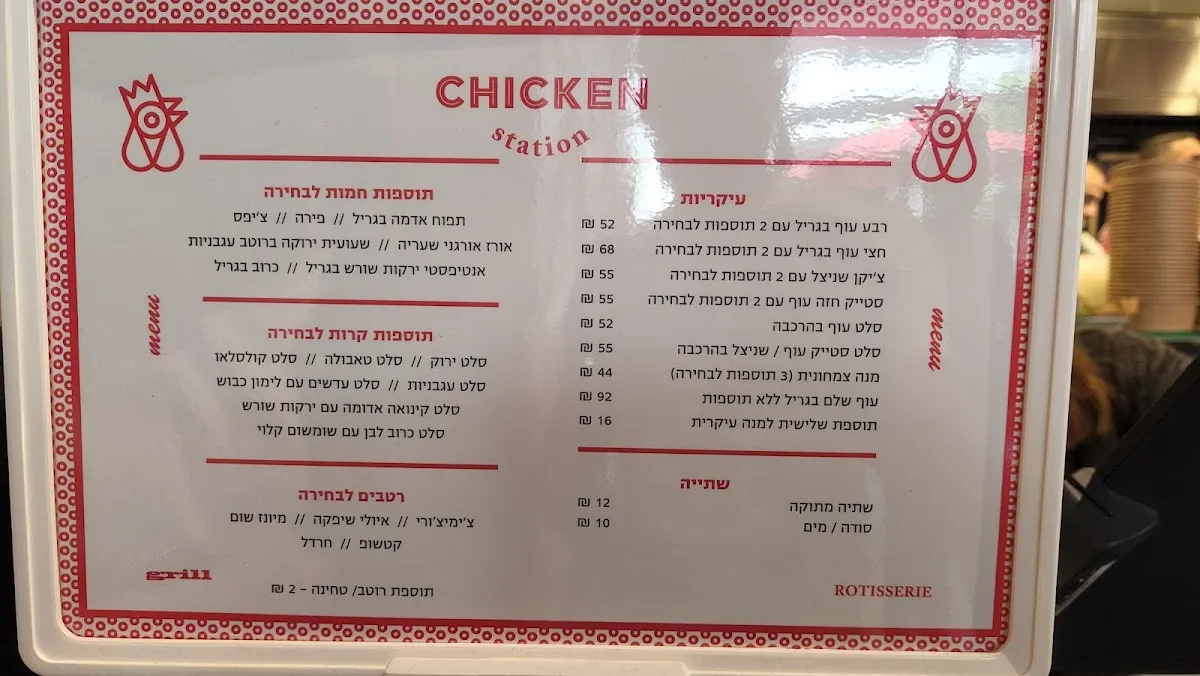 CHICKEN
station
עיקריות
רבע עוף בגריל עם 2 תוספות לבחירה 52 ₪
חצי עוף בגריל עם 2 תוספות לבחירה 68 ₪
צ'יקן שניצל עם 2 תוספות לבחירה 55 ₪
סטייק חזה עוף עם 2 תוספות לבחירה 55 ₪
סלט עוף בהרכבה 52 ₪
סלט סטייק עוף / שניצל בהרכבה 55 ₪
מנה צמחונית (3 תוספות לבחירה) 44 ₪
עוף שלם בגריל ללא תוספות 92 ₪
תוספת שלישית למנה עיקרית 16 ₪
שתייה
שתיה מתוקה 12 ₪
סודה / מים 10 ₪
ROTISSERIE
menu
תוספות חמות לבחירה
תפוח אדמה בגריל // פירה // צ'יפס
אורז אורגני שעריה // שעועית ירוקה ברוטב עגבניות
אנטיפסטי ירקות שורש בגריל // כרוב בגריל
תוספות קרות לבחירה
סלט ירוק // סלט טאבולה // סלט קולסלאו
סלט עגבניות // סלט עדשים עם לימון כבוש
סלט קינואה אדומה עם ירקות שורש
סלט כרוב לבן עם שומשום קלוי
רטבים לבחירה
צ'ימיצ'ורי // איולי שיפקה // מיונז שום
קטשופ // חרדל
תוספת רוטב/ טחינה – 2 ₪
grill
menu